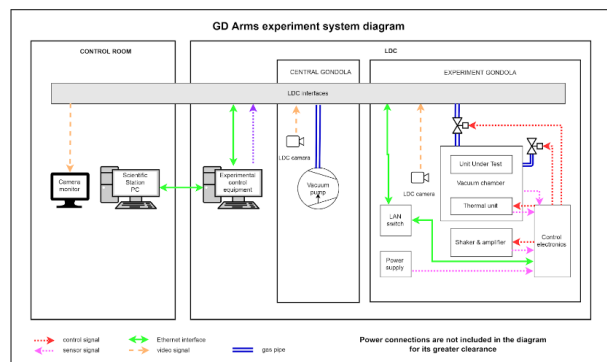 GD Arms experiment system diagram
CONTROL ROOM
LDC
CENTRAL GONDOLA
EXPERIMENT GONDOLA
LDC interfaces
LDC camera
LDC camera
Camera
monitor
Scientific
Station
PC
Experimental
control
equipment
Vacuum
pump
Unit Under Test
Vacuum chamber
Thermal unit
LAN
switch
Shaker & amplifier
Control
electronics
Power
supply
control signal
sensor signal
Ethernet interface
video signal
gas pipe
Power connections are not included in the diagram
for its greater clearance